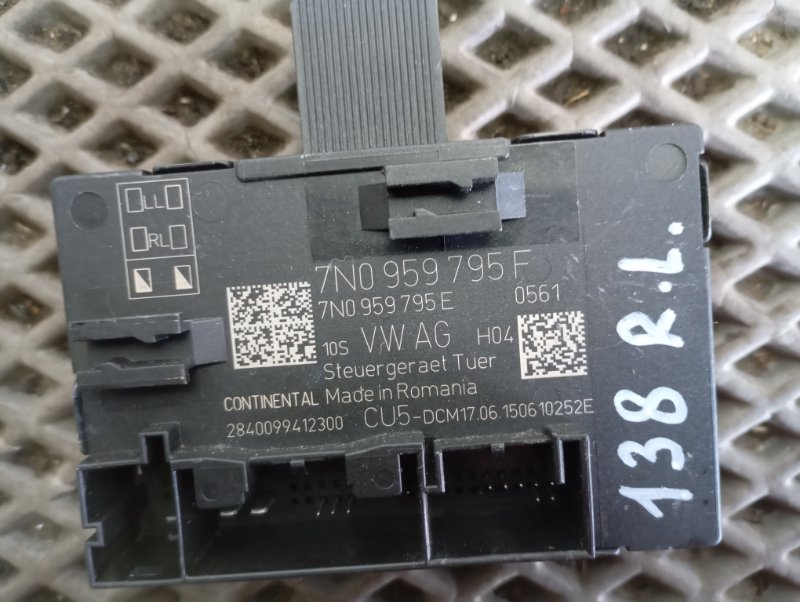 LL
RL
7N0 959 795 F
7N0 959 795 E 0561
10S VW AG H04
Steuergeraet Tuer
CONTINENTAL Made in Romania
2840099412300 CU5-DCM17.06.150610252E
138 R.L.